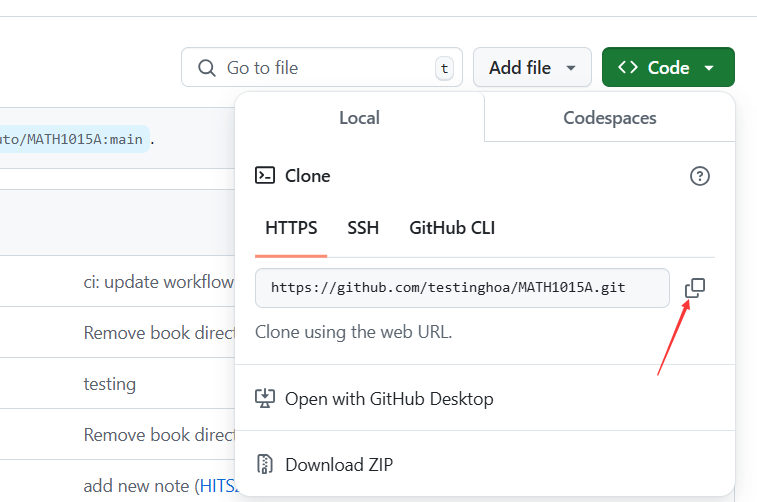 Go to file
t
Add file
Code
Local
Codespaces
uto/MATH1015A:main.
Clone
HTTPS
SSH
GitHub CLI
ci: update workflow
https://github.com/testinghoa/MATH1015A.git
Remove book direct
Clone using the web URL.
testing
Open with GitHub Desktop
Remove book direct
Download ZIP
add new note (HITS